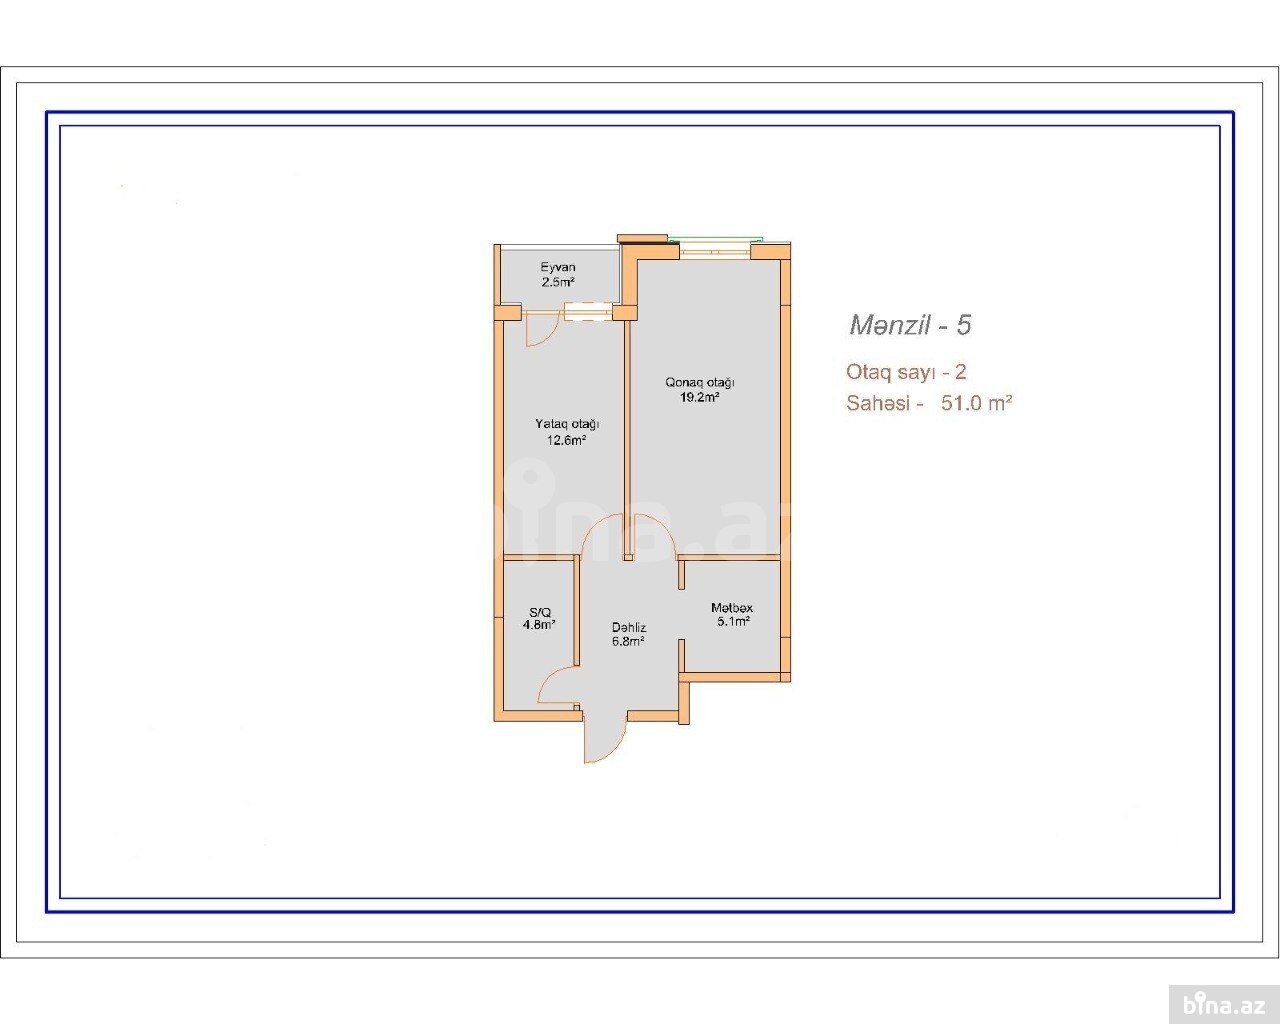 Eyvan
2.5m²
Mənzil - 5
Otaq sayı - 2
Sahəsi - 51.0 m²
Qonaq otağı
19.2m²
Yataq otağı
12.6m²
bina.az
S/Q
4.8m²
Dəhliz
6.8m²
Mətbəx
5.1m²
bina.az